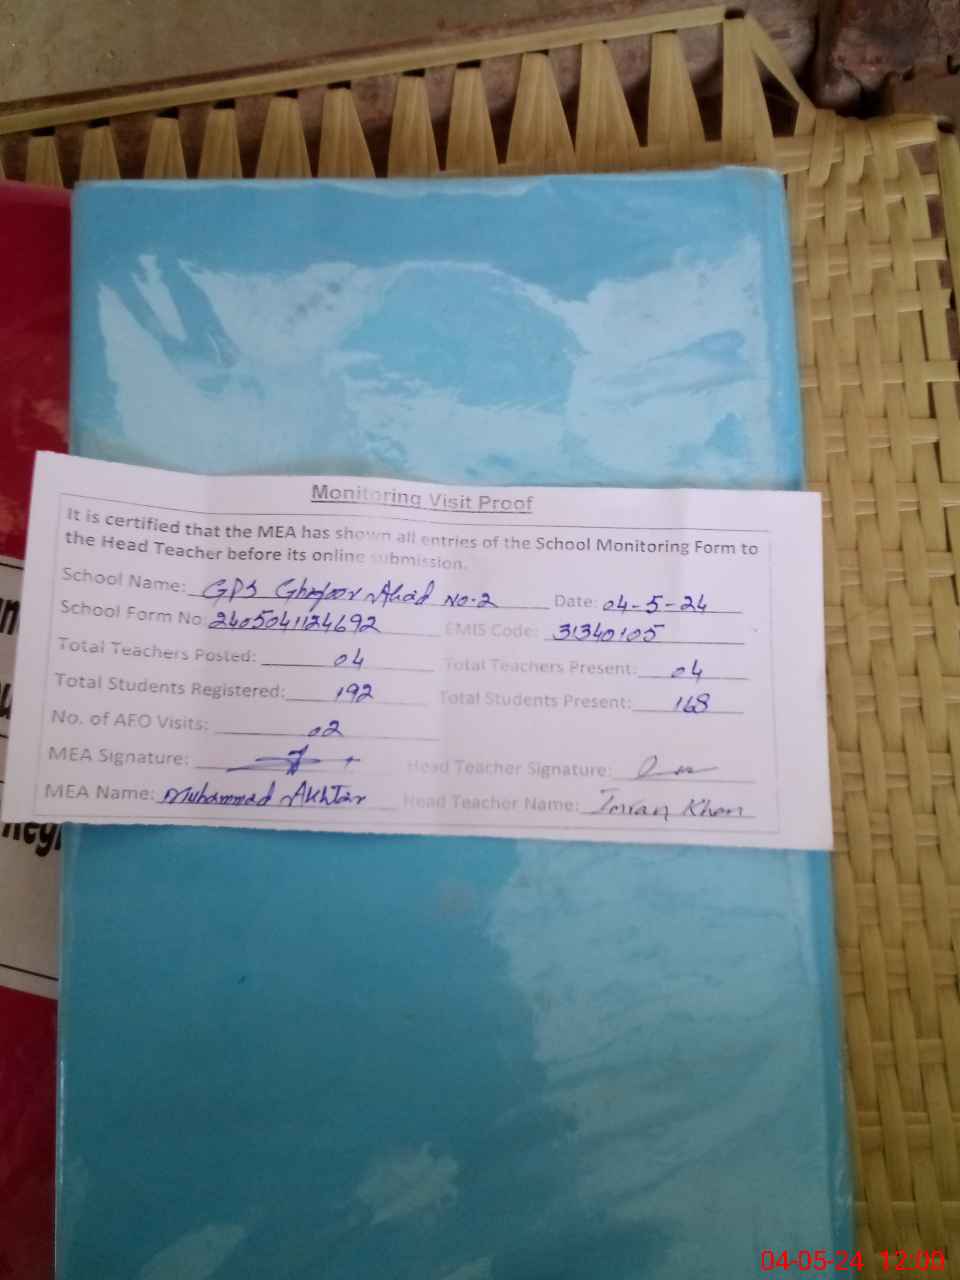 Monitoring Visit Proof
It is certified that the MEA has shown all entries of the School Monitoring Form to
the Head Teacher before its online submission.
School Name: GPS Ghafoor Abad No-2 Date: 04-5-24
School Form No 2405041124692 EMIS Code: 31340105
Total Teachers Posted: 04 Total Teachers Present: 04
Total Students Registered: 192 Total Students Present: 168
No. of AEO Visits: 02
MEA Signature: Head Teacher Signature:
MEA Name: Muhammad Akhtar Head Teacher Name: Imran Khan
04-05-24 12:00